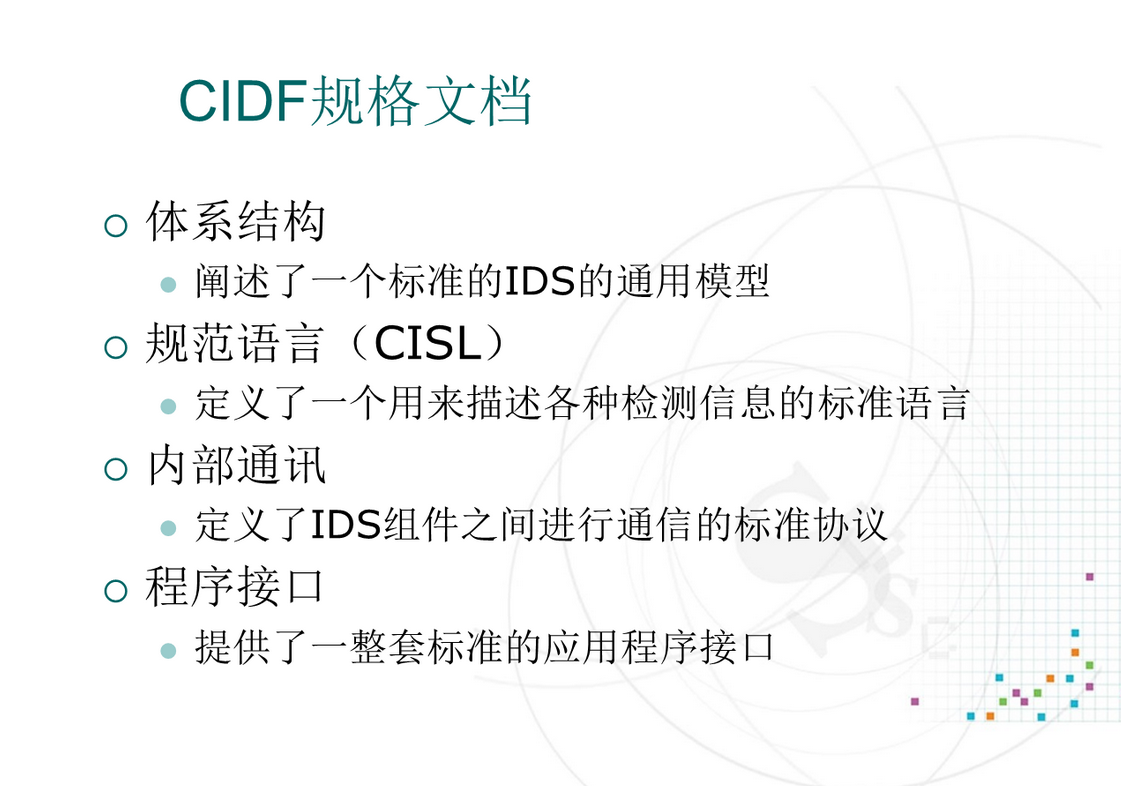 CIDF规格文档
体系结构
阐述了一个标准的IDS的通用模型
规范语言（CISL）
定义了一个用来描述各种检测信息的标准语言
内部通讯
定义了IDS组件之间进行通信的标准协议
程序接口
提供了一整套标准的应用程序接口